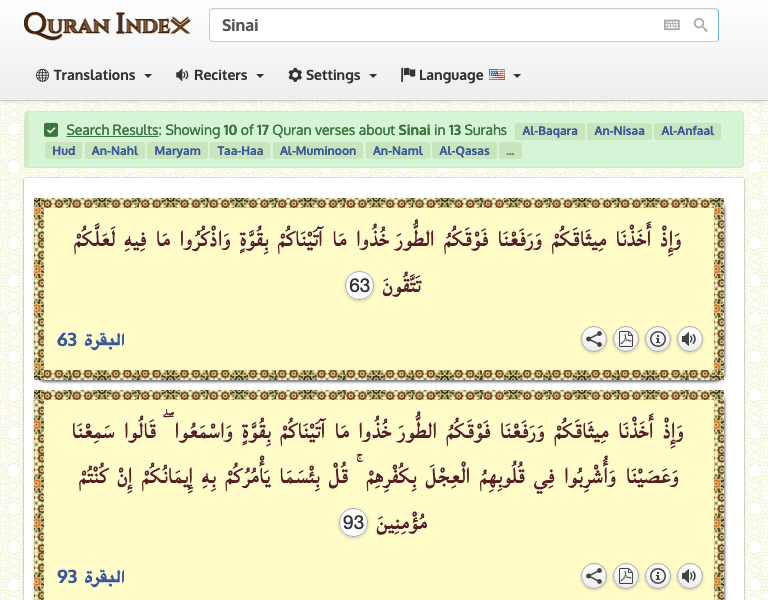 QURAN INDEX
Sinai
Translations
Reciters
Settings
Language
Search Results: Showing 10 of 17 Quran verses about Sinai in 13 Surahs Al-Baqara An-Nisaa Al-Anfaal
Hud An-Nahl Maryam Taa-Haa Al-Muminoon An-Naml Al-Qasas ...
وَإِذْ أَخَذْنَا مِيثَاقَكُمْ وَرَفَعْنَا فَوْقَكُمُ الطُّورَ خُذُوا مَا آتَيْنَاكُمْ بِقُوَّةٍ وَاذْكُرُوا مَا فِيهِ لَعَلَّكُمْ
تَتَّقُونَ 63
البقرة 63
وَإِذْ أَخَذْنَا مِيثَاقَكُمْ وَرَفَعْنَا فَوْقَكُمُ الطُّورَ خُذُوا مَا آتَيْنَاكُمْ بِقُوَّةٍ وَاسْمَعُوا ۖ قَالُوا سَمِعْنَا
وَعَصَيْنَا وَأُشْرِبُوا فِي قُلُوبِهِمُ الْعِجْلَ بِكُفْرِهِمْ ۚ قُلْ بِئْسَمَا يَأْمُرُكُمْ بِهِ إِيمَانُكُمْ إِنْ كُنْتُمْ
مُؤْمِنِينَ 93
البقرة 93